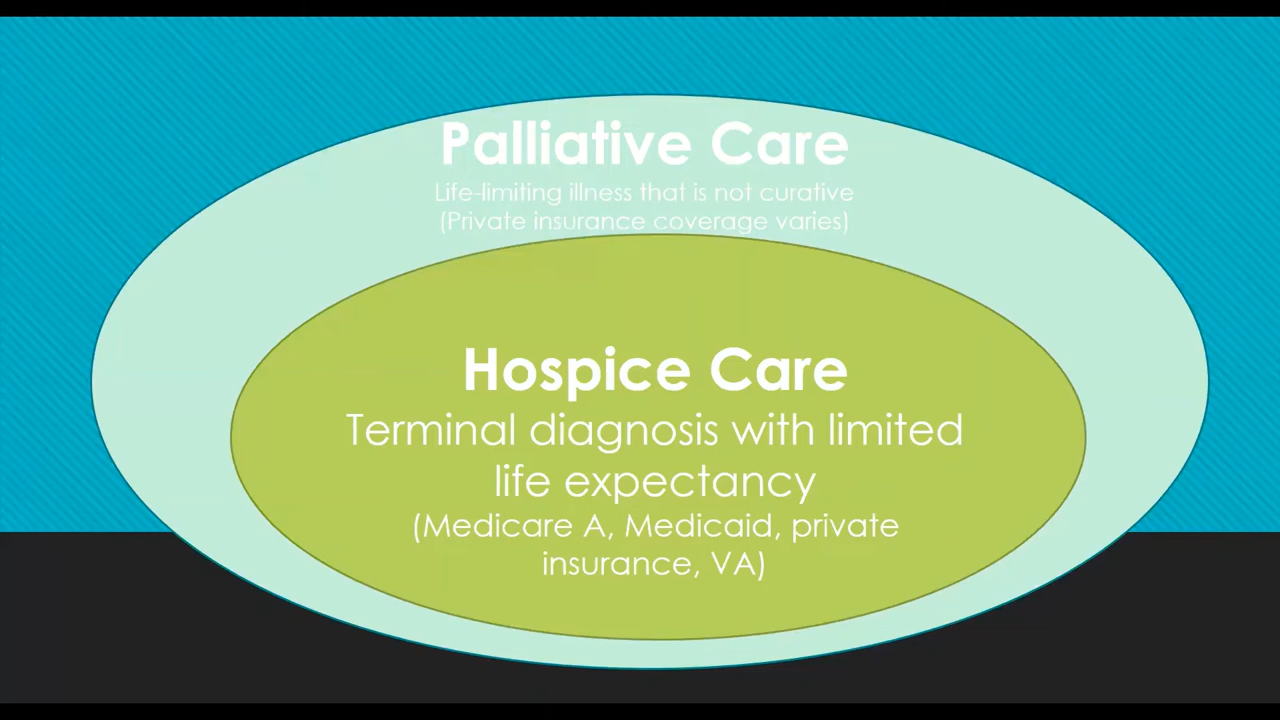 Palliative Care
Life-limiting illness that is not curative
(Private insurance coverage varies)
Hospice Care
Terminal diagnosis with limited
life expectancy
(Medicare A, Medicaid, private
insurance, VA)